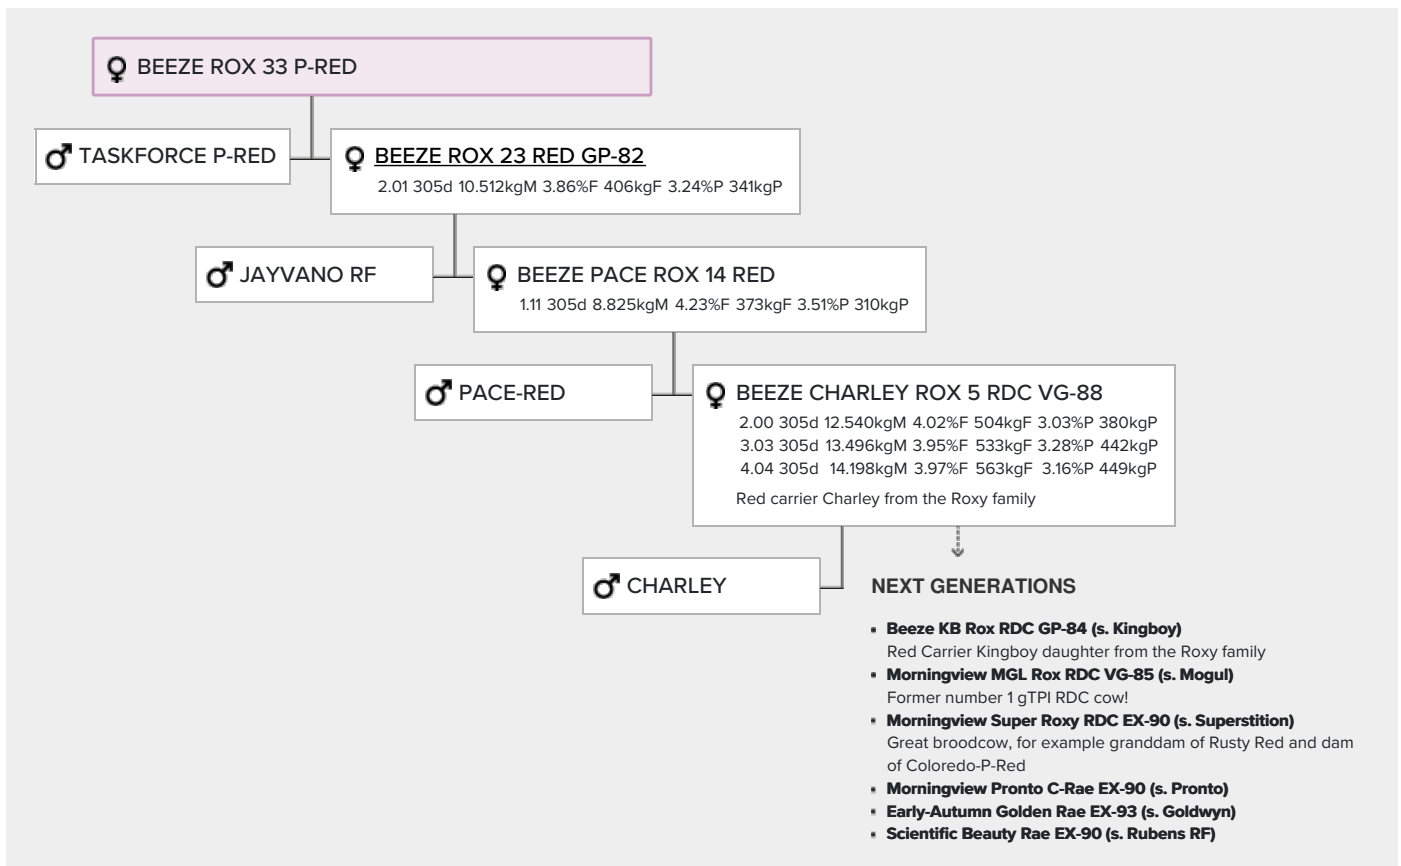 BEEZE ROX 33 P-RED
TASKFORCE P-RED
BEEZE ROX 23 RED GP-82
2.01 305d 10.512kgM 3.86%F 406kgF 3.24%P 341kgP
JAYVANO RF
BEEZE PACE ROX 14 RED
1.11 305d 8.825kgM 4.23%F 373kgF 3.51%P 310kgP
PACE-RED
BEEZE CHARLEY ROX 5 RDC VG-88
2.00 305d 12.540kgM 4.02%F 504kgF 3.03%P 380kgP
3.03 305d 13.496kgM 3.95%F 533kgF 3.28%P 442kgP
4.04 305d 14.198kgM 3.97%F 563kgF 3.16%P 449kgP
Red carrier Charley from the Roxy family
CHARLEY
NEXT GENERATIONS
Beeze KB Rox RDC GP-84 (s. Kingboy)
Red Carrier Kingboy daughter from the Roxy family
Morningview MGL Rox RDC VG-85 (s. Mogul)
Former number 1 gTPI RDC cow!
Morningview Super Roxy RDC EX-90 (s. Superstition)
Great broodcow, for example granddam of Rusty Red and dam
of Coloredo-P-Red
Morningview Pronto C-Rae EX-90 (s. Pronto)
Early-Autumn Golden Rae EX-93 (s. Goldwyn)
Scientific Beauty Rae EX-90 (s. Rubens RF)